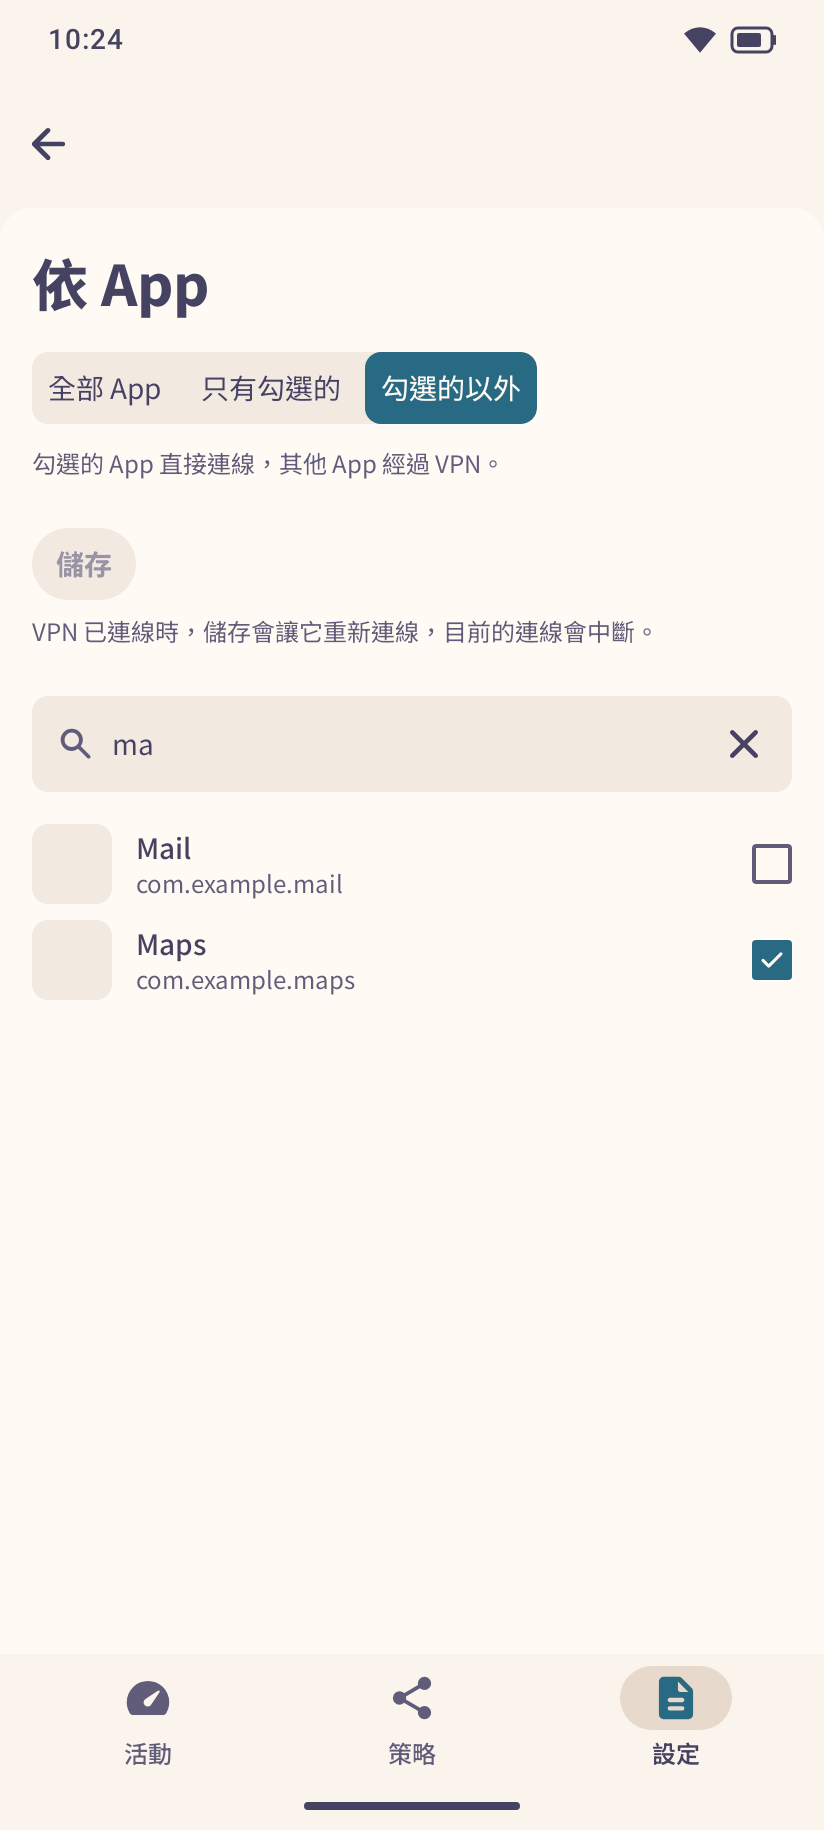 10:24
依 App
全部 App 只有勾選的 勾選的以外
勾選的 App 直接連線，其他 App 經過 VPN。
儲存
VPN 已連線時，儲存會讓它重新連線，目前的連線會中斷。
ma
Mail
com.example.mail
Maps
com.example.maps
活動 策略 設定